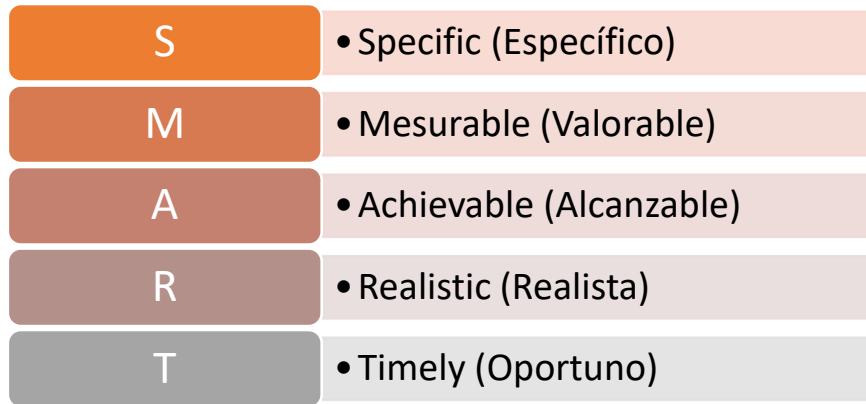 S
• Specific (Específico)
M
• Mesurable (Valorable)
A
• Achievable (Alcanzable)
R
• Realistic (Realista)
T
• Timely (Oportuno)